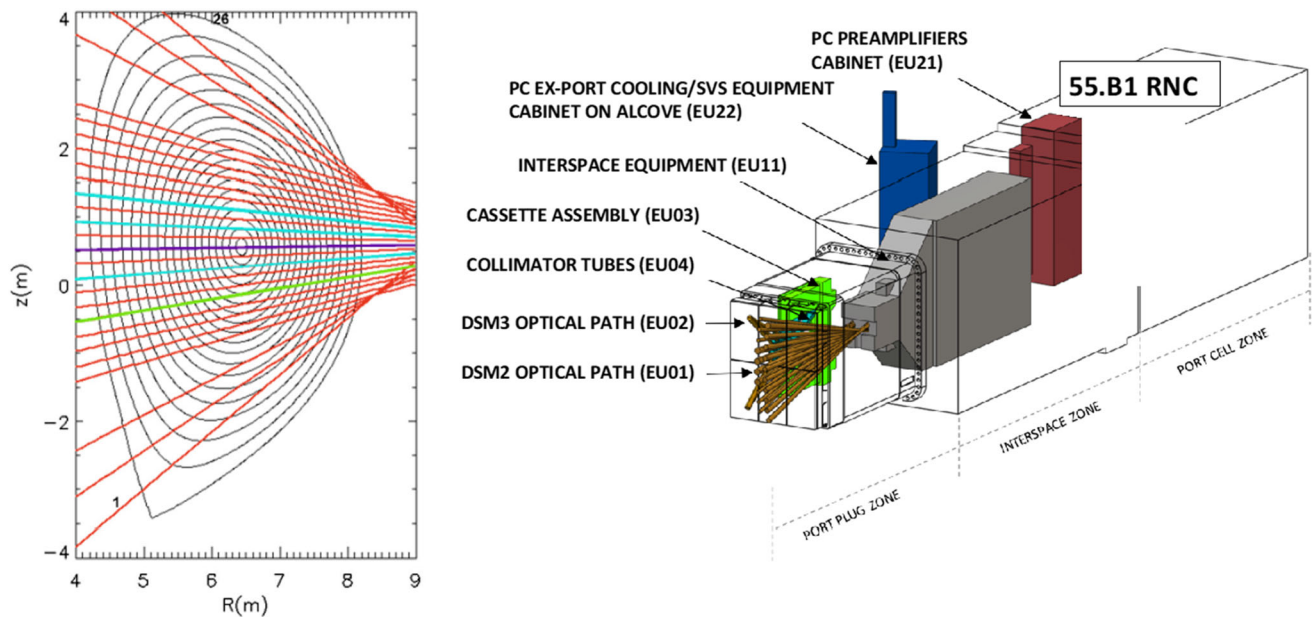 4
2
0
−2
−4
z(m)
26
1
4
5
6
7
8
9
R(m)
PC PREAMPLIFIERS
CABINET (EU21)
55.B1 RNC
PC EX-PORT COOLING/SVS EQUIPMENT
CABINET ON ALCOVE (EU22)
INTERSPACE EQUIPMENT (EU11)
CASSETTE ASSEMBLY (EU03)
COLLIMATOR TUBES (EU04)
DSM3 OPTICAL PATH (EU02)
DSM2 OPTICAL PATH (EU01)
PORT PLUG ZONE
INTERSPACE ZONE
PORT CELL ZONE